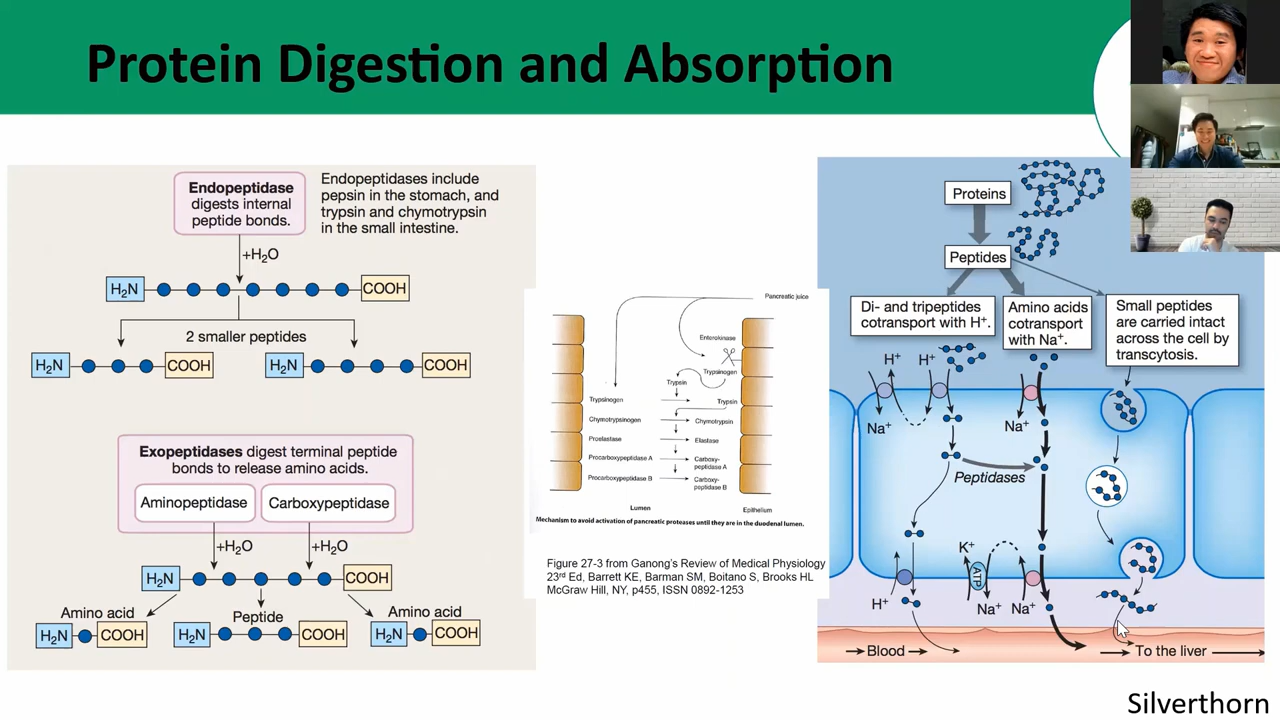 Protein Digestion and Absorption
Endopeptidase
digests internal
peptide bonds.
Endopeptidases include
pepsin in the stomach, and
trypsin and chymotrypsin
in the small intestine.
+H₂O
H₂N
COOH
2 smaller peptides
H₂N
COOH
H₂N
COOH
Exopeptidases digest terminal peptide
bonds to release amino acids.
Aminopeptidase
Carboxypeptidase
+H₂O
+H₂O
H₂N
COOH
Amino acid
Peptide
Amino acid
H₂N
COOH
H₂N
COOH
H₂N
COOH
Pancreatic juice
Enterokinase
Trypsinogen
Trypsin
Trypsinogen
Trypsin
Chymotrypsinogen
Chymotrypsin
Proelastase
Elastase
Procarboxypeptidase A
Carboxy-
peptidase A
Procarboxypeptidase B
Carboxy-
peptidase B
Lumen
Epithelium
Mechanism to avoid activation of pancreatic proteases until they are in the duodenal lumen.
Figure 27-3 from Ganong's Review of Medical Physiology
23rd Ed, Barrett KE, Barman SM, Boitano S, Brooks HL
McGraw Hill, NY, p455, ISSN 0892-1253
Proteins
Peptides
Di- and tripeptides
cotransport with H⁺.
Amino acids
cotransport
with Na⁺.
Small peptides
are carried intact
across the cell by
transcytosis.
H⁺
H⁺
Na⁺
Na⁺
Peptidases
K⁺
ATP
H⁺
Na⁺
Na⁺
Blood
To the liver
Silverthorn